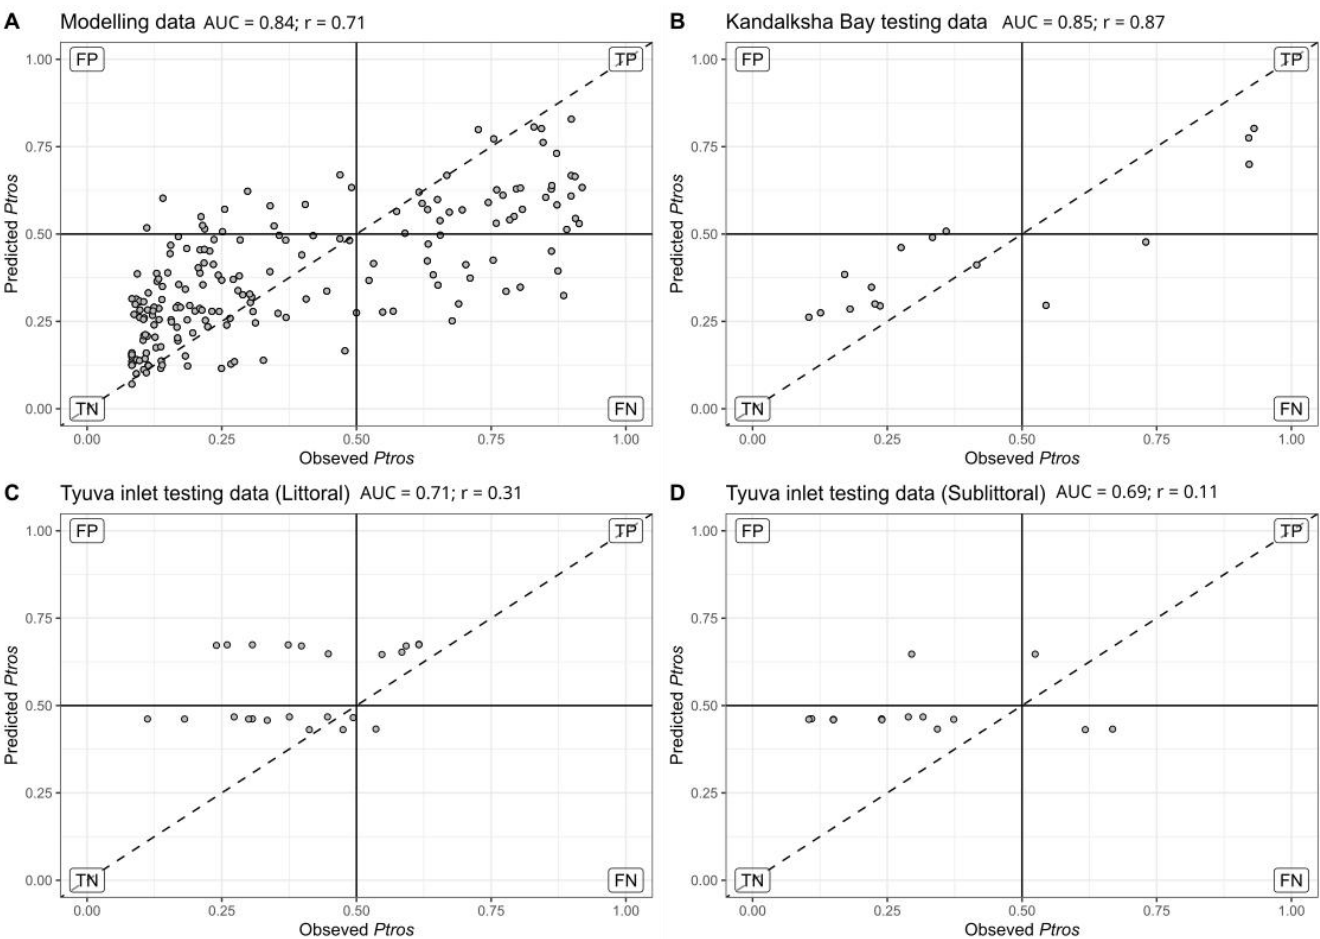 A Modelling data AUC = 0.84; r = 0.71
FP
TP
TN
FN
1.00
0.75
0.50
0.25
0.00
Predicted Ptros
0.00 0.25 0.50 0.75 1.00
Obseved Ptros
B Kandalksha Bay testing data AUC = 0.85; r = 0.87
FP
TP
TN
FN
1.00
0.75
0.50
0.25
0.00
Predicted Ptros
0.00 0.25 0.50 0.75 1.00
Obseved Ptros
C Tyuva inlet testing data (Littoral) AUC = 0.71; r = 0.31
FP
TP
TN
FN
1.00
0.75
0.50
0.25
0.00
Predicted Ptros
0.00 0.25 0.50 0.75 1.00
Obseved Ptros
D Tyuva inlet testing data (Sublittoral) AUC = 0.69; r = 0.11
FP
TP
TN
FN
1.00
0.75
0.50
0.25
0.00
Predicted Ptros
0.00 0.25 0.50 0.75 1.00
Obseved Ptros